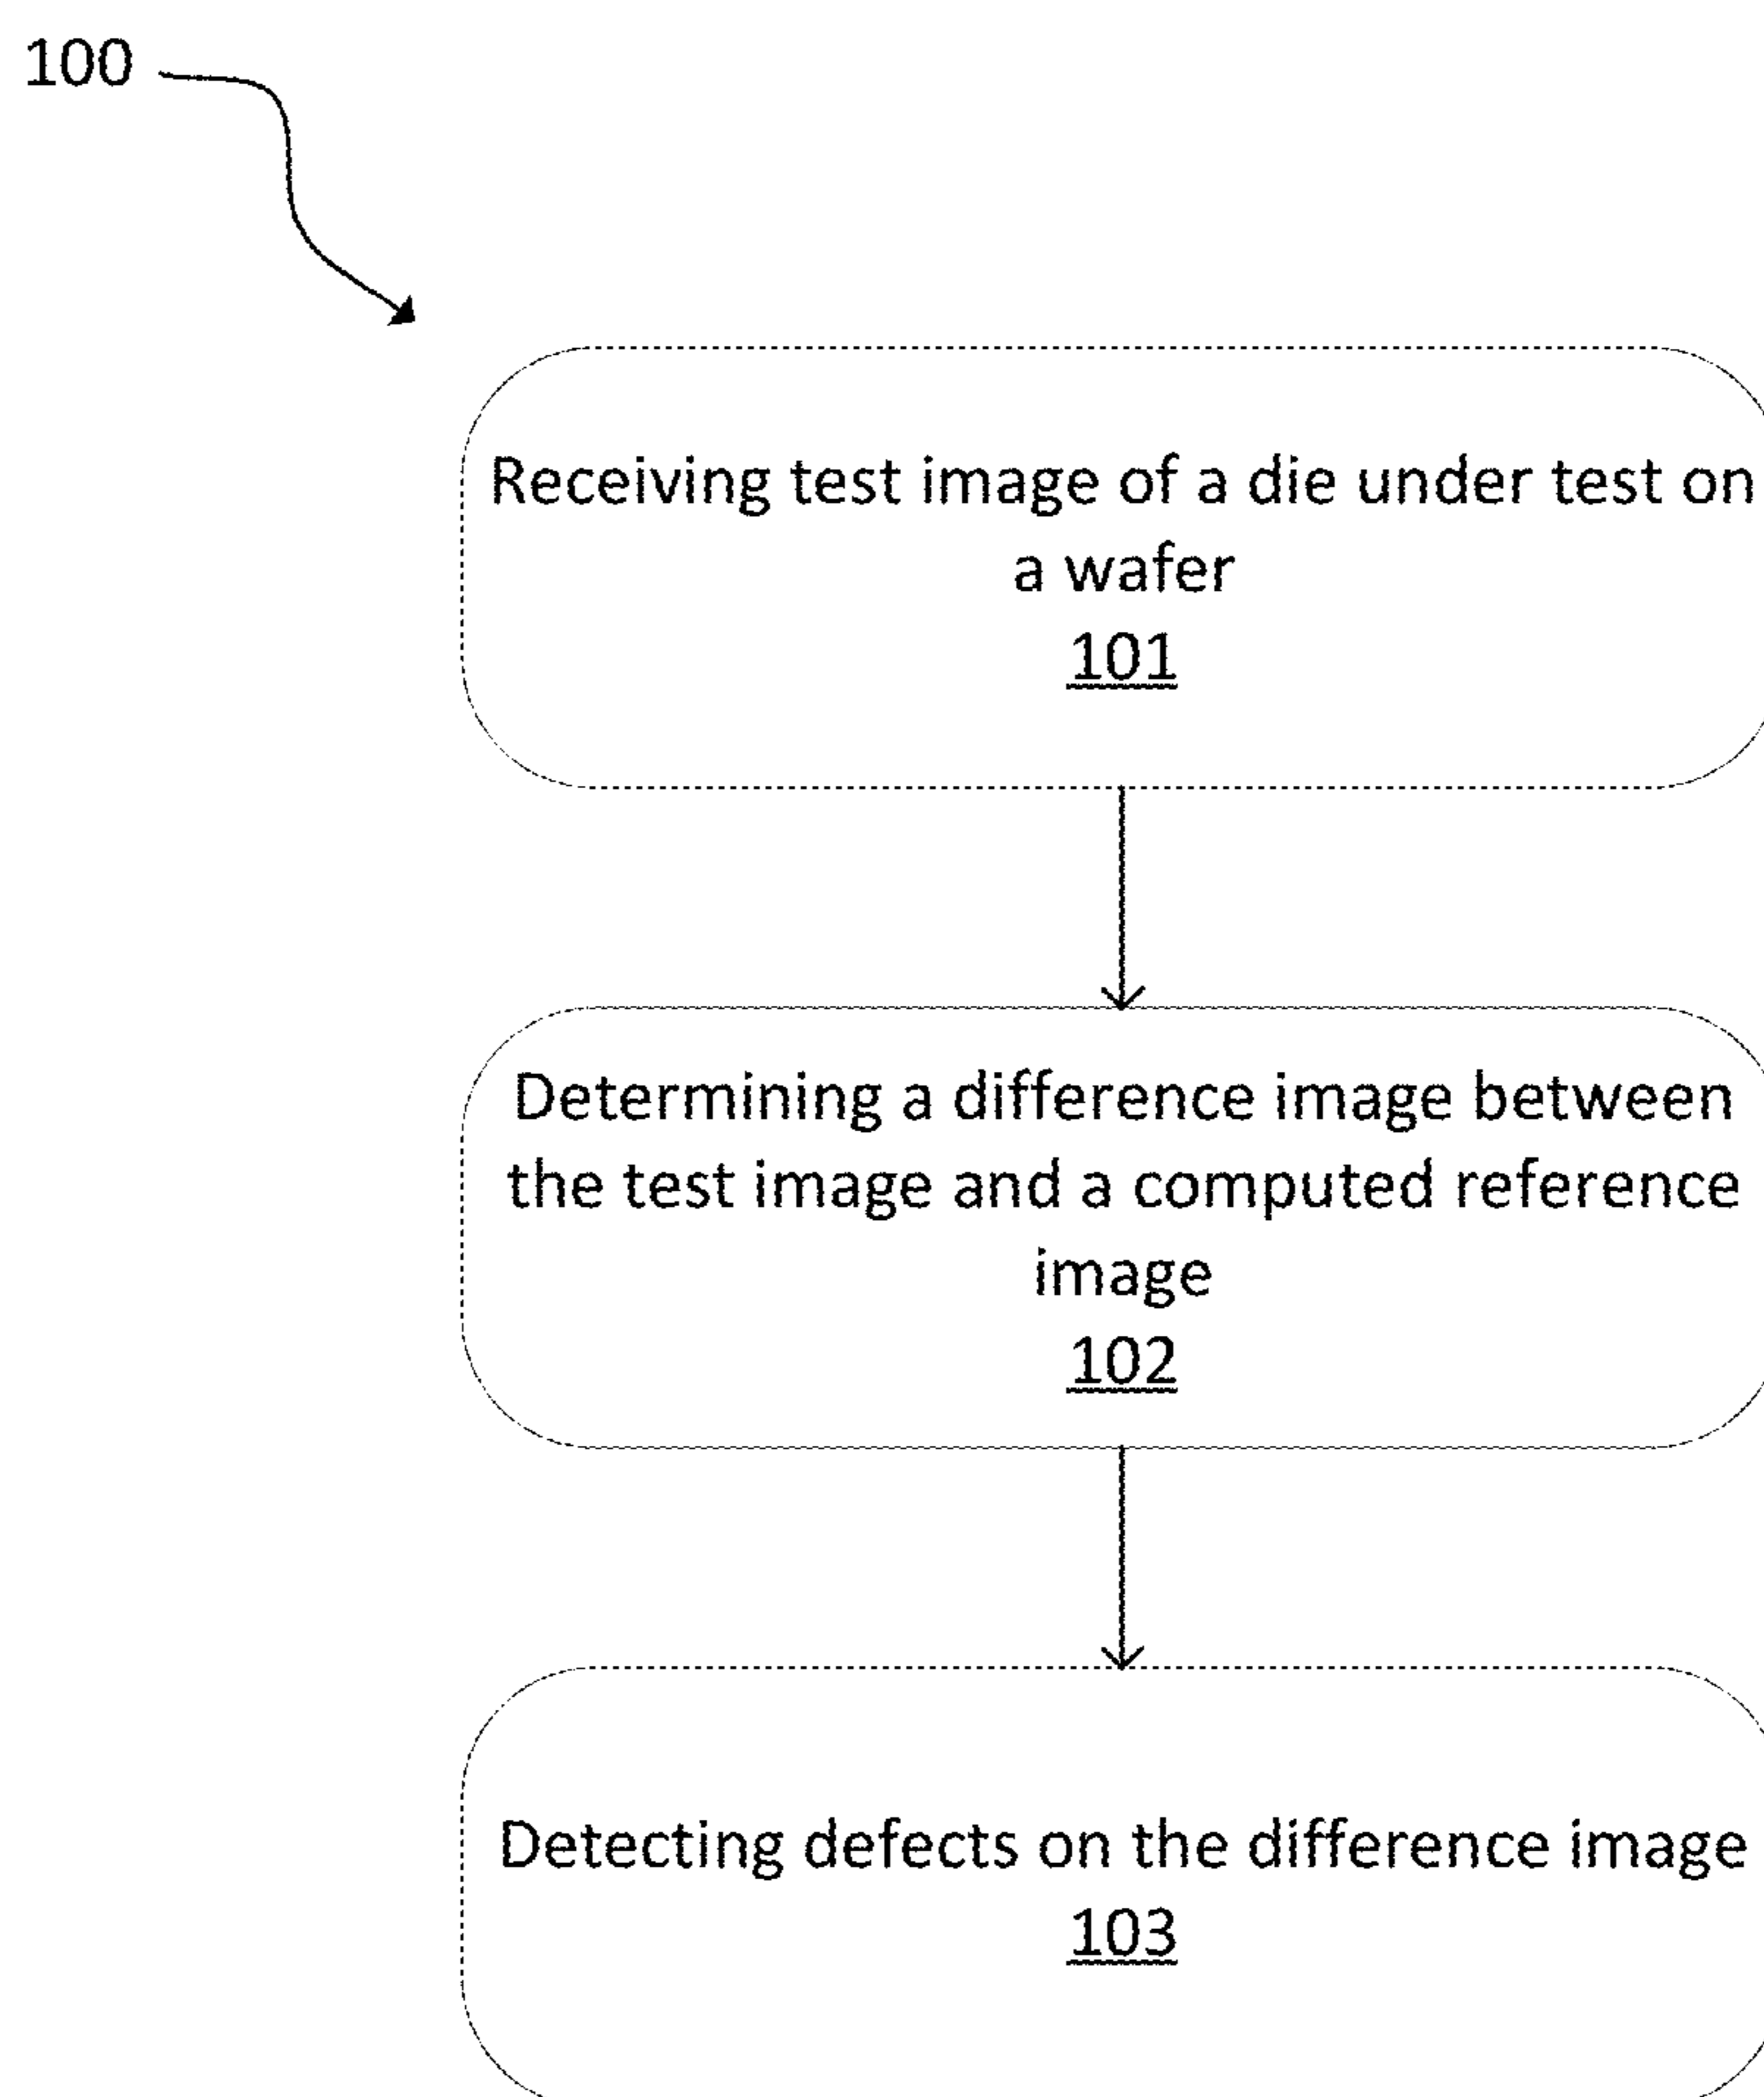 100
Receiving test image of a die under test on
a wafer
101
Determining a difference image between
the test image and a computed reference
image
102
Detecting defects on the difference image
103